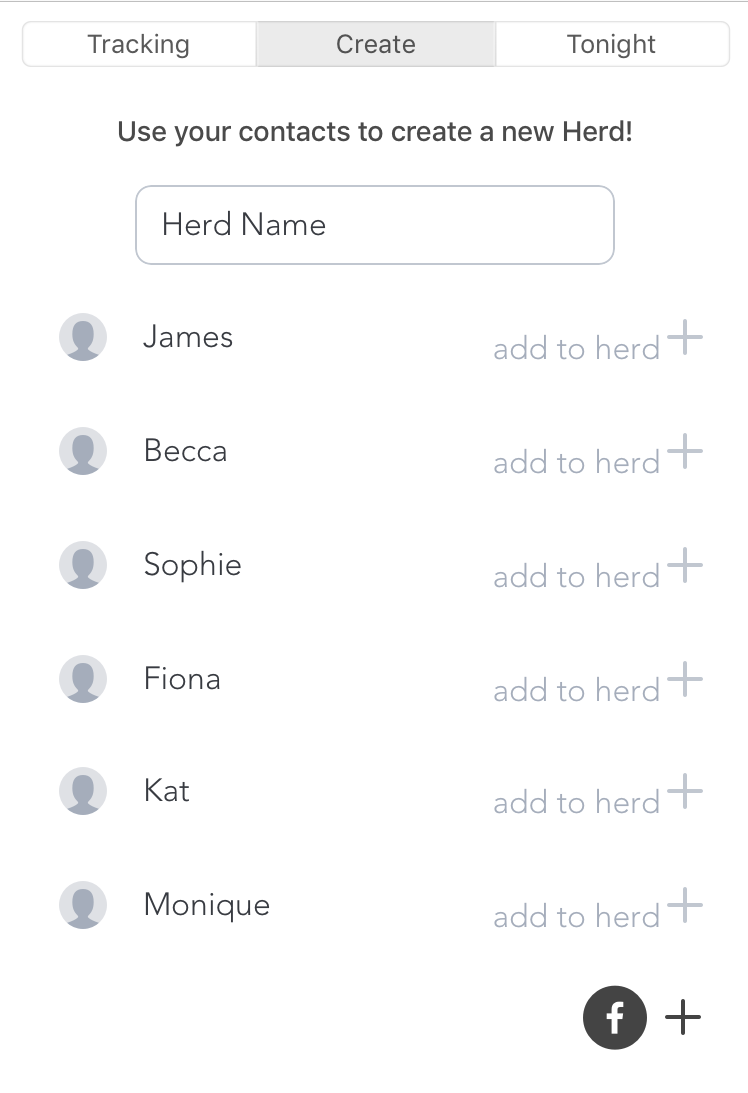 Tracking Create Tonight
Use your contacts to create a new Herd!
Herd Name
James add to herd
Becca add to herd
Sophie add to herd
Fiona add to herd
Kat add to herd
Monique add to herd
f